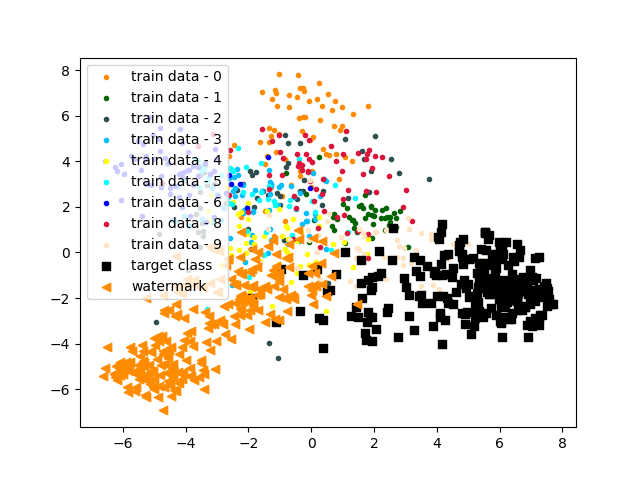 8
6
4
2
0
−2
−4
−6
train data - 0
train data - 1
train data - 2
train data - 3
train data - 4
train data - 5
train data - 6
train data - 8
train data - 9
target class
watermark
−6 −4 −2 0 2 4 6 8